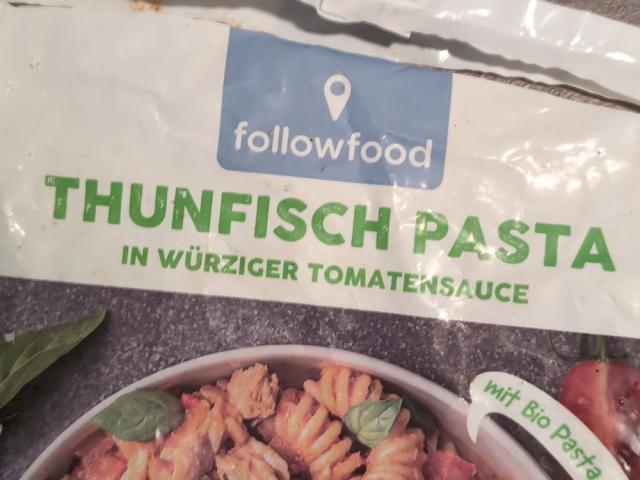 followfood
THUNFISCH PASTA
IN WÜRZIGER TOMATENSAUCE
mit Bio Pasta